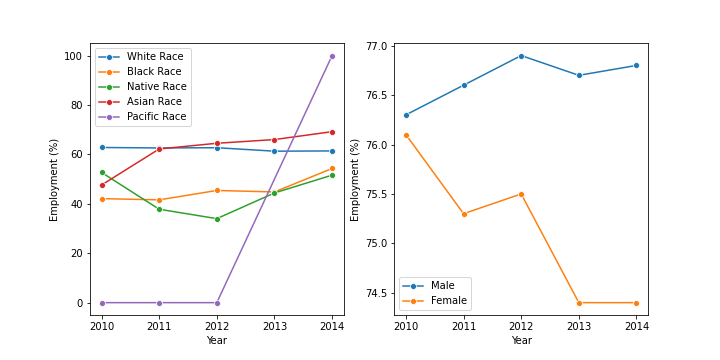 100
80
60
40
20
0
Employment (%)
White Race
Black Race
Native Race
Asian Race
Pacific Race
2010 2011 2012 2013 2014
Year
77.0
76.5
76.0
75.5
75.0
74.5
Employment (%)
Male
Female
2010 2011 2012 2013 2014
Year